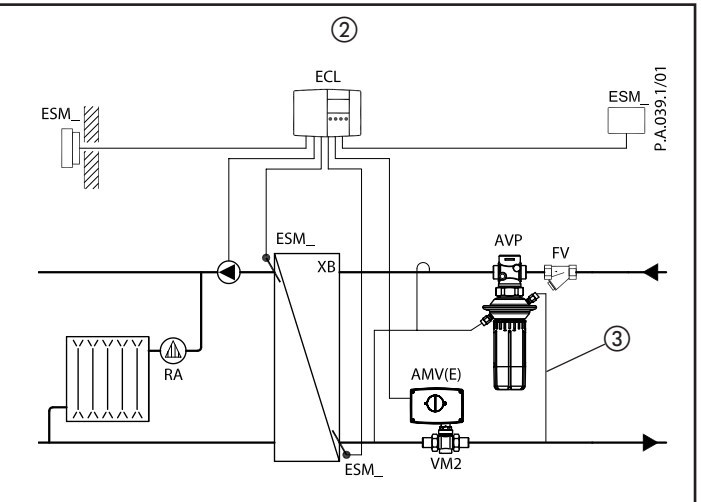 ②
ECL
ESM_
ESM_
P.A.039.1/01
ESM_
XB
AVP
FV
RA
AMV(E)
③
ESM_
VM2